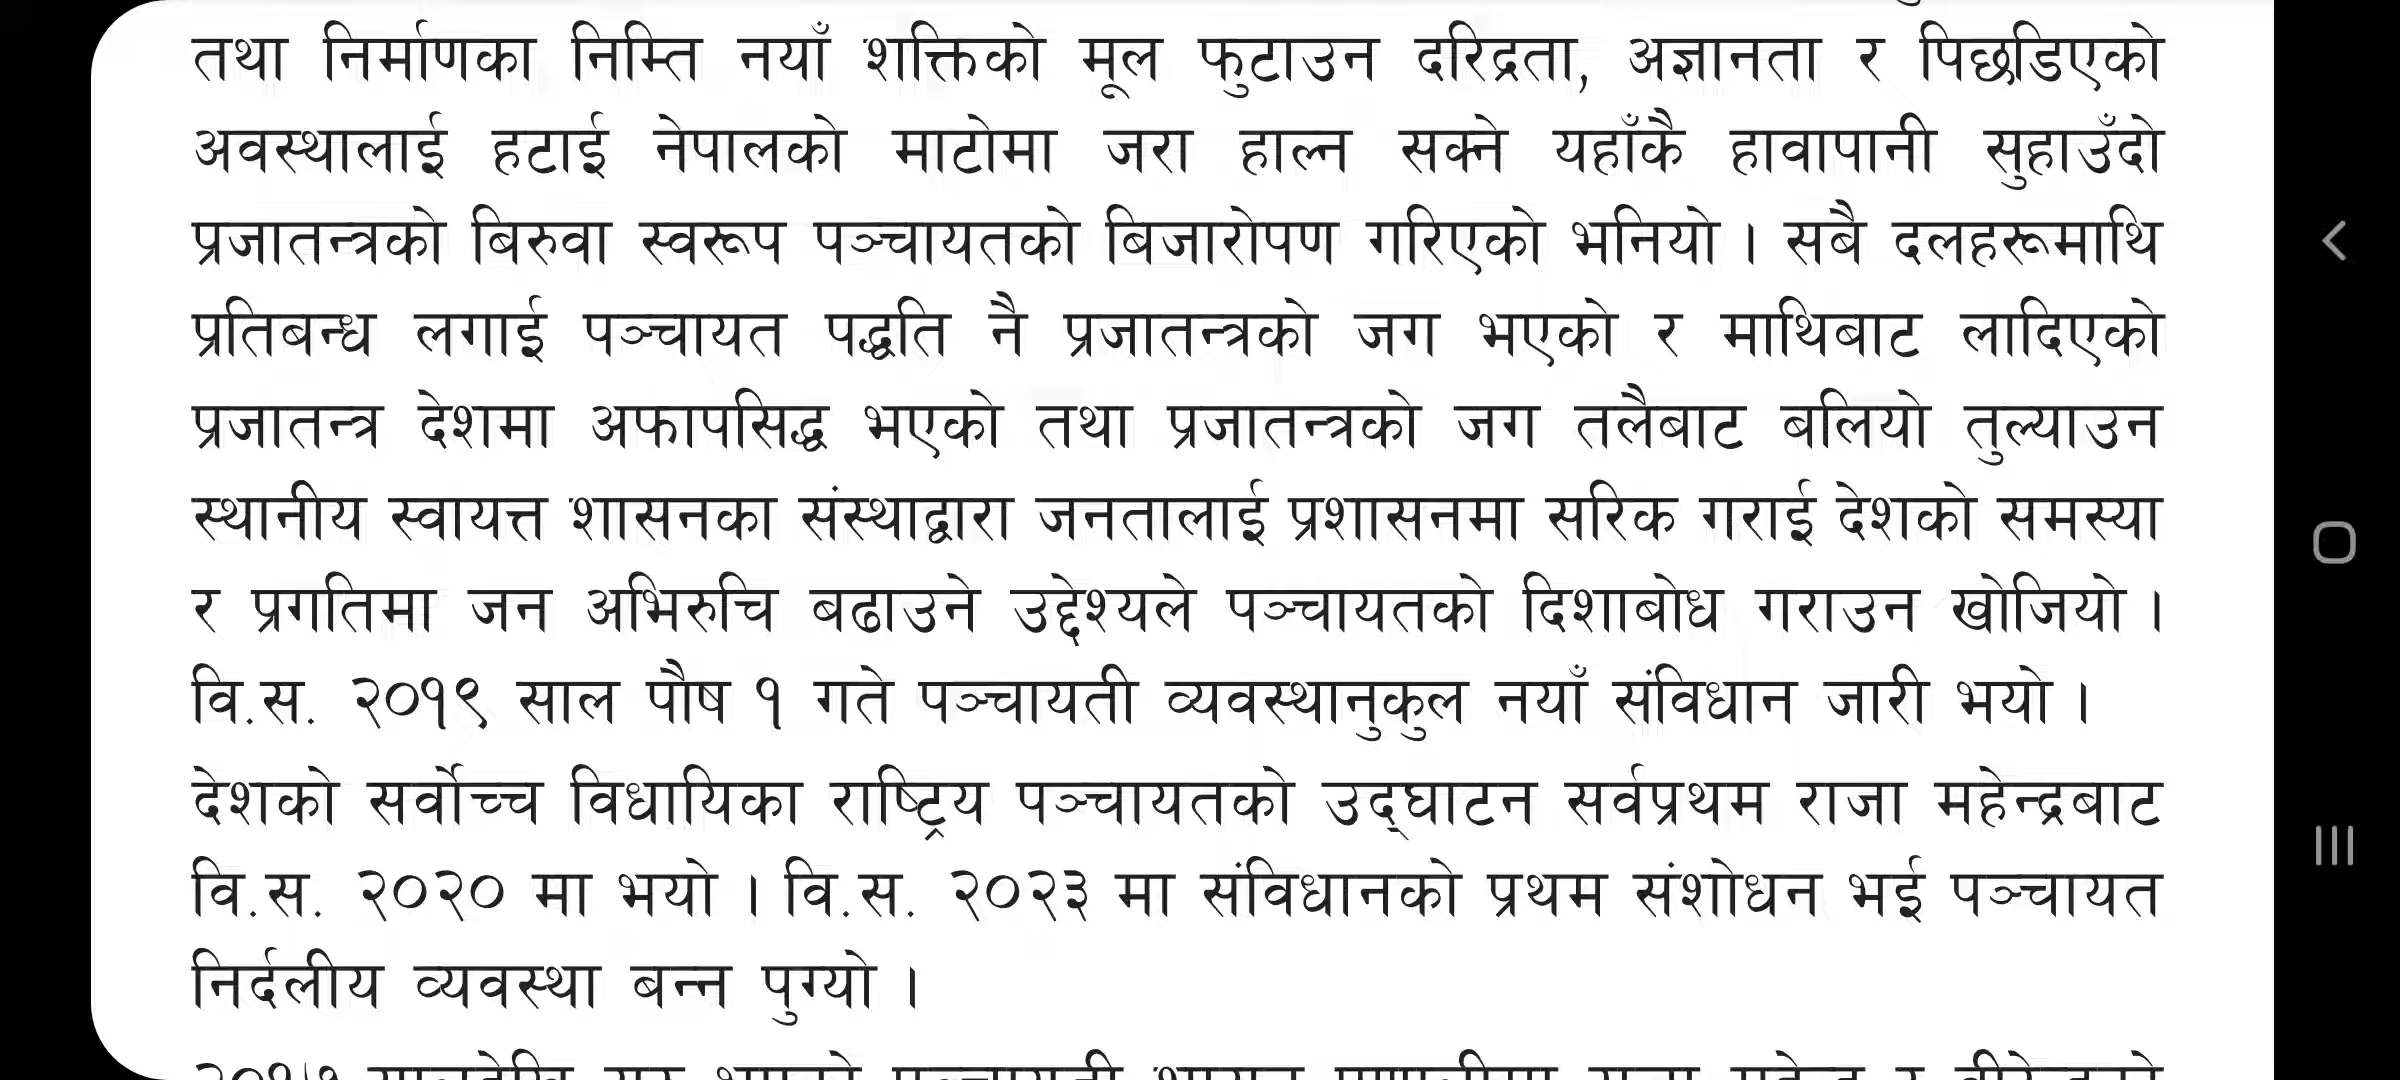 तथा निर्माणका निम्ति नयाँ शक्तिको मूल फुटाउन दरिद्रता, अज्ञानता र पिछडिएको
अवस्थालाई हटाई नेपालको माटोमा जरा हाल्न सक्ने यहाँकै हावापानी सुहाउँदो
प्रजातन्त्रको बिरुवा स्वरूप पञ्चायतको बिजारोपण गरिएको भनियो । सबै दलहरूमाथि
प्रतिबन्ध लगाई पञ्चायत पद्धति नै प्रजातन्त्रको जग भएको र माथिबाट लादिएको
प्रजातन्त्र देशमा अफापसिद्ध भएको तथा प्रजातन्त्रको जग तलैबाट बलियो तुल्याउन
स्थानीय स्वायत्त शासनका संस्थाद्वारा जनतालाई प्रशासनमा सरिक गराई देशको समस्या
र प्रगतिमा जन अभिरुचि बढाउने उद्देश्यले पञ्चायतको दिशाबोध गराउन खोजियो ।
वि.स. २०१९ साल पौष १ गते पञ्चायती व्यवस्थानुकुल नयाँ संविधान जारी भयो ।
देशको सर्वोच्च विधायिका राष्ट्रिय पञ्चायतको उद्‌घाटन सर्वप्रथम राजा महेन्द्रबाट
वि.स. २०२० मा भयो । वि.स. २०२३ मा संविधानको प्रथम संशोधन भई पञ्चायत
निर्दलीय व्यवस्था बन्न पुग्यो ।